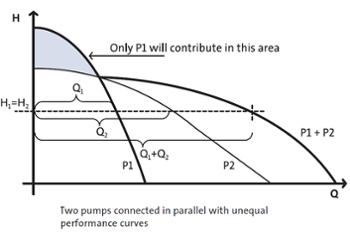 H
Only P1 will contribute in this area
Q₁
H₁=H₂
Q₂
Q₁+Q₂
P1
P2
P1 + P2
Q
Two pumps connected in parallel with unequal
performance curves